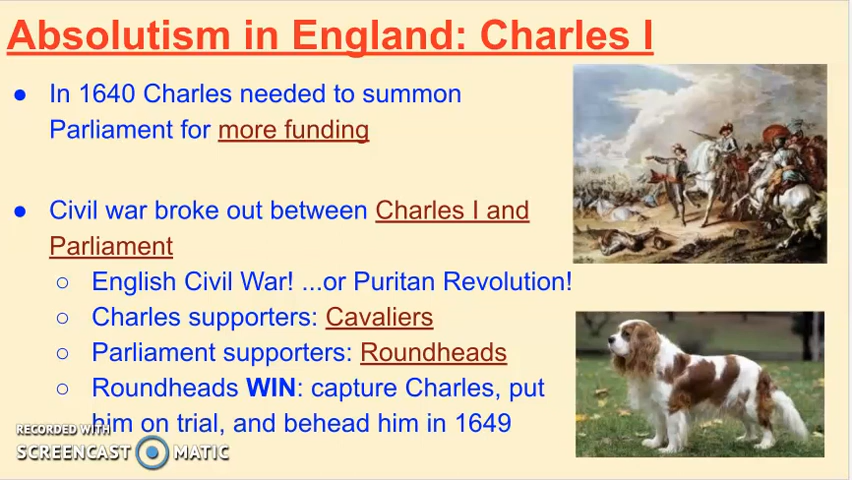 Absolutism in England: Charles I
● In 1640 Charles needed to summon
Parliament for more funding
● Civil war broke out between Charles I and
Parliament
○ English Civil War! ...or Puritan Revolution!
○ Charles supporters: Cavaliers
○ Parliament supporters: Roundheads
○ Roundheads WIN: capture Charles, put
him on trial, and behead him in 1649
RECORDED WITH
SCREENCAST MATIC